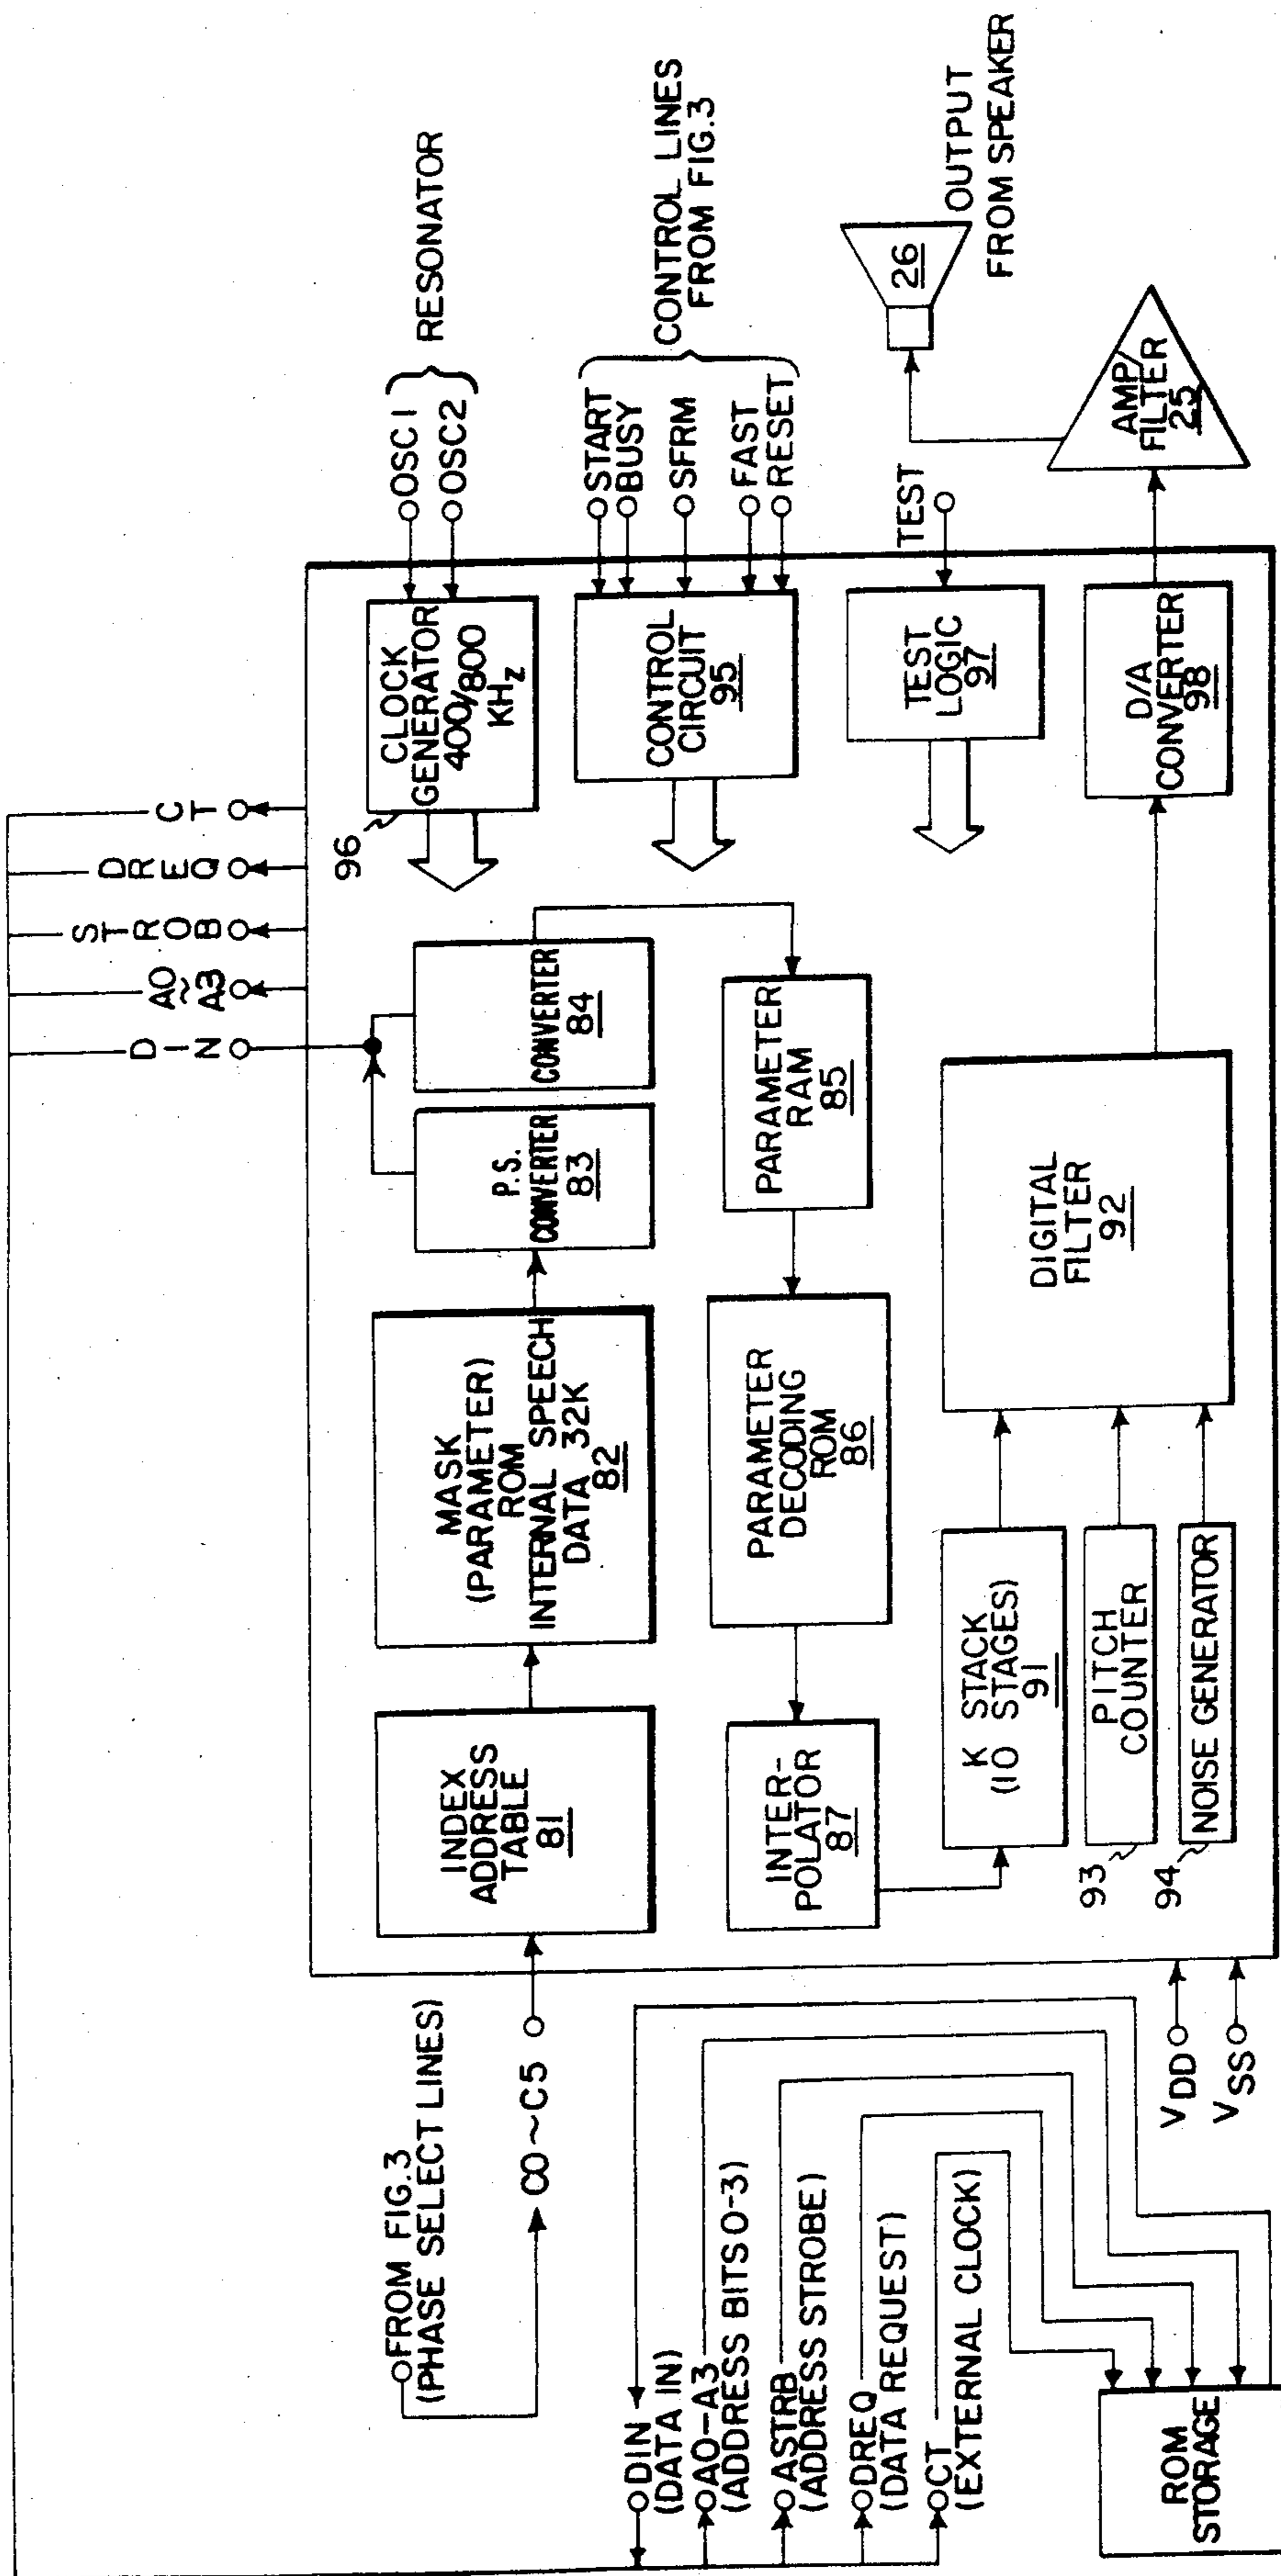 D I N
A0~A3
STROB
DREQ
CT
FROM FIG.3
(PHASE SELECT LINES)
C0~C5
INDEX
ADDRESS
TABLE
81
MASK
(PARAMETER)
ROM
INTERNAL SPEECH
DATA 32K
82
P.S.
CONVERTER
83
CONVERTER
84
96
CLOCK
GENERATOR
400/800
KHz
OSC1
OSC2
RESONATOR
CONTROL
CIRCUIT
95
START
BUSY
SFRM
FAST
RESET
CONTROL LINES
FROM FIG.3
DIN
(DATA IN)
A0-A3
(ADDRESS BITS 0-3)
ASTRB
(ADDRESS STROBE)
DREQ
(DATA REQUEST)
CT
(EXTERNAL CLOCK)
INTER-
POLATOR
87
PARAMETER
DECODING
ROM
86
PARAMETER
RAM
85
TEST
LOGIC
97
TEST
26
OUTPUT
FROM SPEAKER
K STACK
(10 STAGES)
91
93
PITCH
COUNTER
94
NOISE GENERATOR
DIGITAL
FILTER
92
D/A
CONVERTER
98
AMP/
FILTER
25
VDD
VSS
ROM
STORAGE